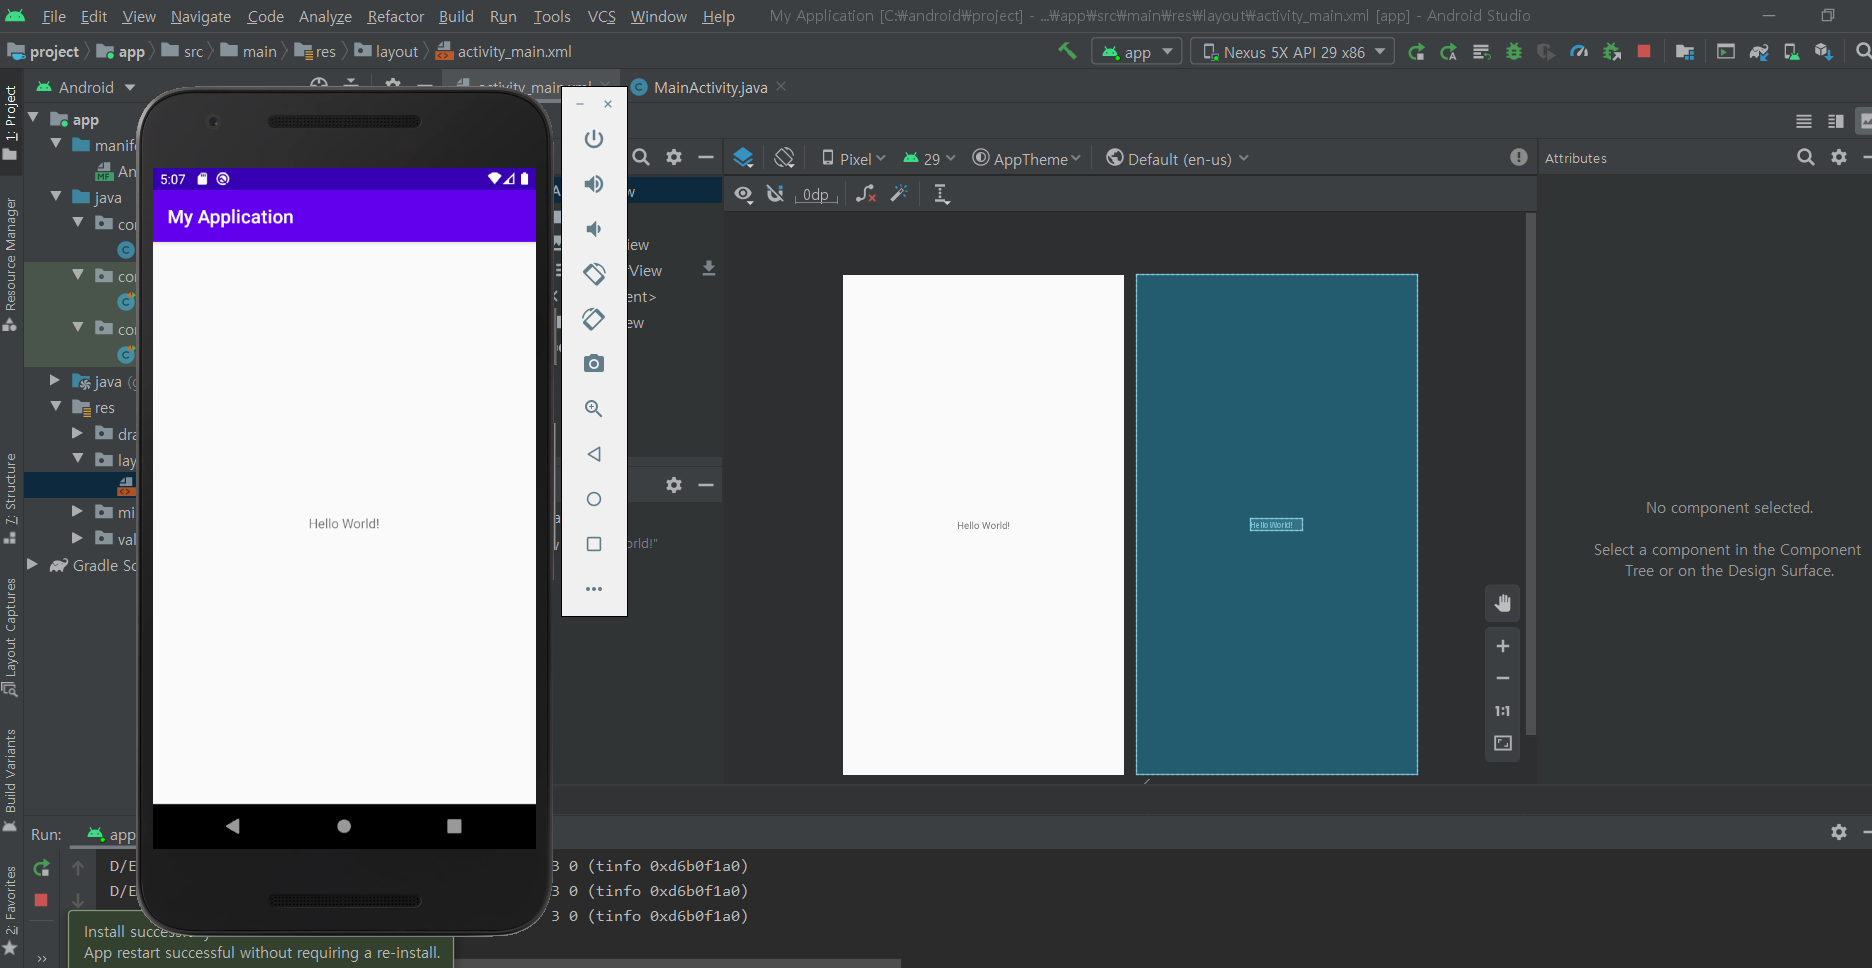 File Edit View Navigate Code Analyze Refactor Build Run Tools VCS Window Help My Application [C:₩android₩project] - ...₩app₩src₩main₩res₩layout₩activity_main.xml [app] - Android Studio
project app src main res layout activity_main.xml app Nexus 5X API 29 x86
Android activity_main.xml MainActivity.java
1: Project
Resource Manager
7: Structure
Layout Captures
Build Variants
2: Favorites
app
manife
An
java
co
co
co
java (g
res
dra
lay
mi
val
Gradle Sc
5:07
My Application
Hello World!
w
iew
View
ent>
ew
orld!"
Pixel 29 AppTheme Default (en-us)
0dp
Hello World!
Hello World!
1:1
Attributes
No component selected.
Select a component in the Component
Tree or on the Design Surface.
Run: app
D/E 3 0 (tinfo 0xd6b0f1a0)
D/E 3 0 (tinfo 0xd6b0f1a0)
3 0 (tinfo 0xd6b0f1a0)
Install success
App restart successful without requiring a re-install.